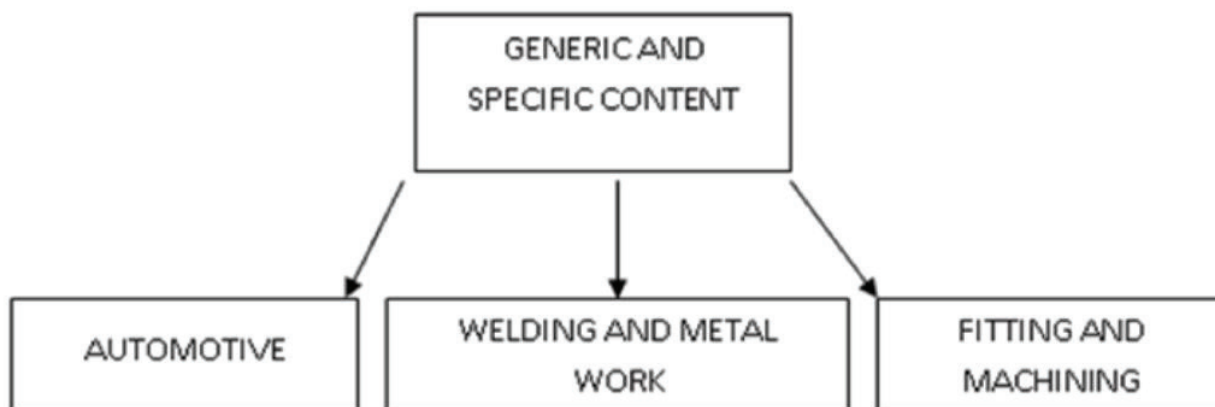 GENERIC AND
SPECIFIC CONTENT
AUTOMOTIVE
WELDING AND METAL
WORK
FITTING AND
MACHINING